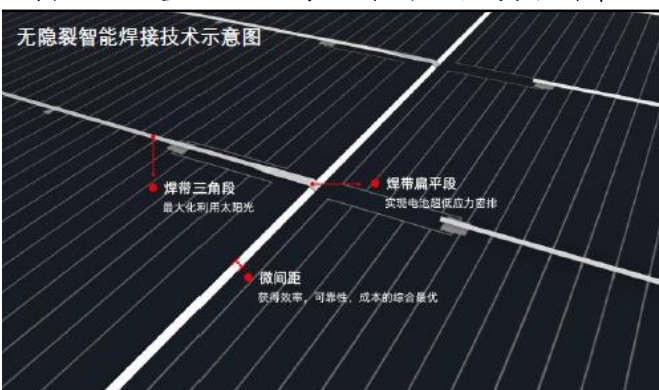 无隐裂智能焊接技术示意图
焊带三角段
最大化利用太阳光
焊带扁平段
实现电池超低应力密排
微间距
获得效率，可靠性，成本的综合最优